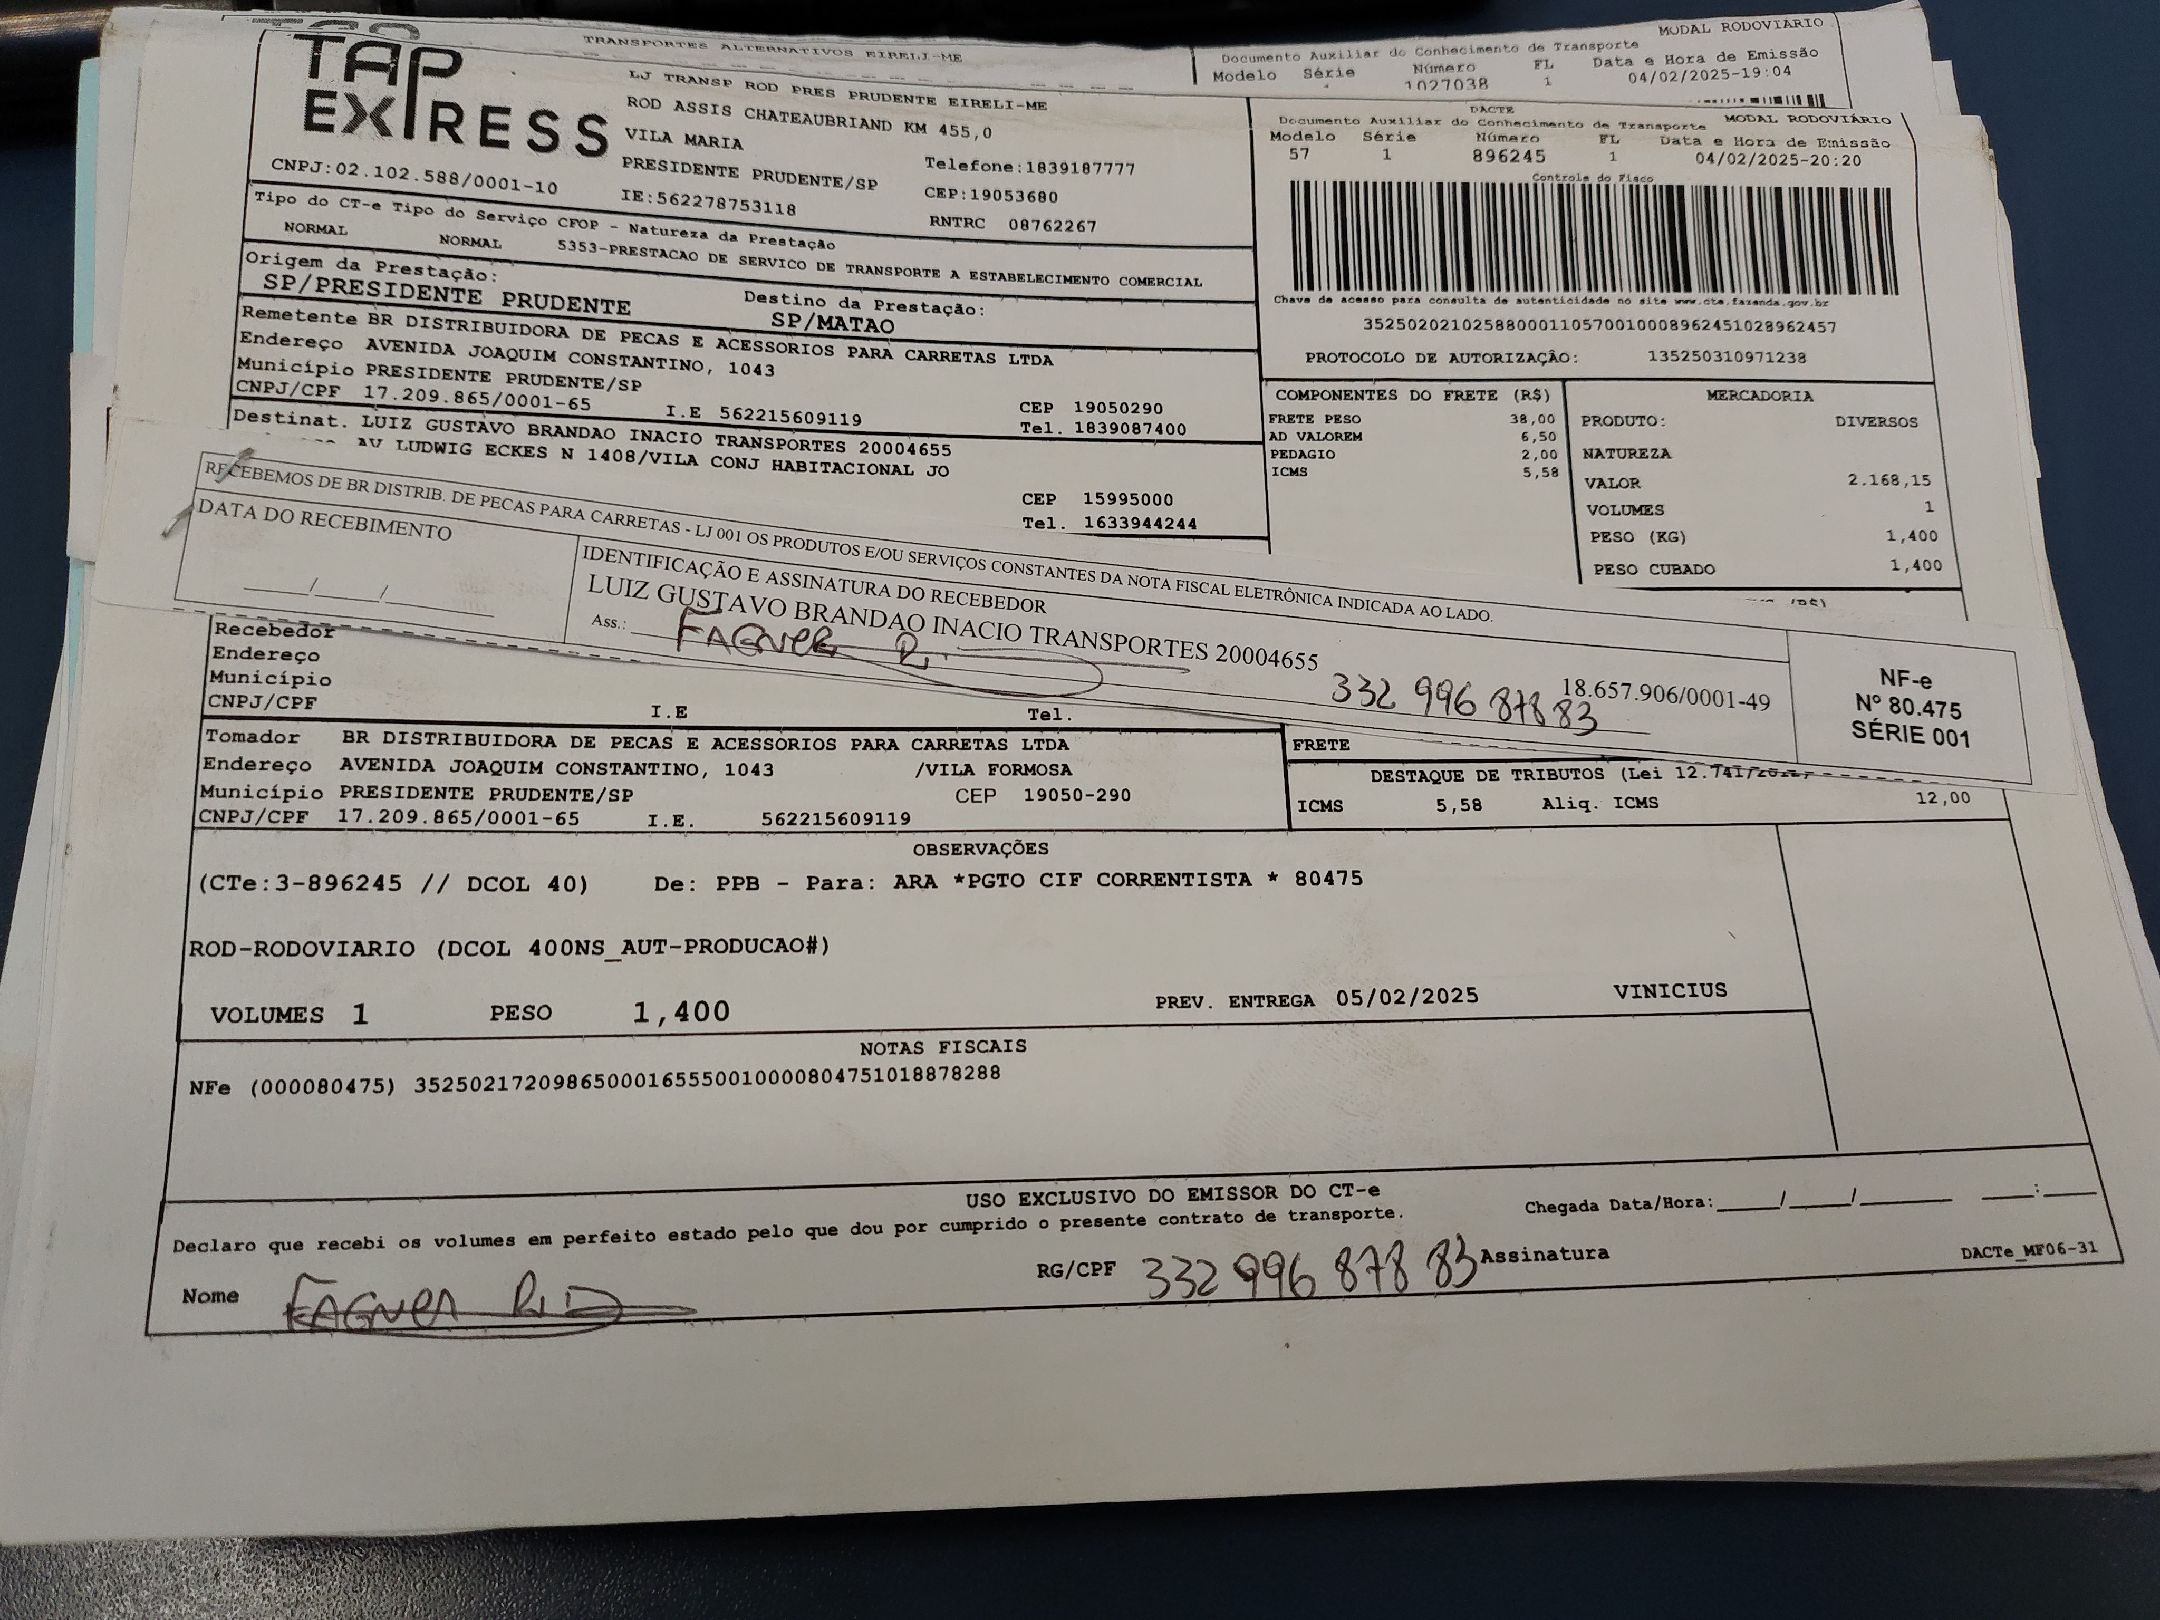 TRANSPORTES ALTERNATIVOS EIRELI-ME
MODAL RODOVIARIO
Documento Auxiliar do Conhecimento de Transporte
Modelo Série Número FL Data e Hora de Emissão
1027038 1 04/02/2025-19:04
TAP EXPRESS
LJ TRANSP ROD PRES PRUDENTE EIRELI-ME
ROD ASSIS CHATEAUBRIAND KM 455,0
VILA MARIA
PRESIDENTE PRUDENTE/SP
Telefone:1839187777
CNPJ:02.102.588/0001-10
IE:562278753118
CEP:19053680
RNTRC 08762267
DACTE
Documento Auxiliar do Conhecimento de Transporte MODAL RODOVIÁRIO
Modelo Série Número FL Data e Hora de Emissão
57 1 896245 1 04/02/2025-20:20
Controle do Fisco
Chave de acesso para consulta de autenticidade no site www.cte.fazenda.gov.br
35250202102588000110570010008962451028962457
PROTOCOLO DE AUTORIZAÇÃO: 135250310971238
Tipo do CT-e Tipo do Serviço CFOP - Natureza da Prestação
NORMAL NORMAL 5353-PRESTACAO DE SERVICO DE TRANSPORTE A ESTABELECIMENTO COMERCIAL
Origem da Prestação: Destino da Prestação:
SP/PRESIDENTE PRUDENTE SP/MATAO
Remetente BR DISTRIBUIDORA DE PECAS E ACESSORIOS PARA CARRETAS LTDA
Endereço AVENIDA JOAQUIM CONSTANTINO, 1043
Município PRESIDENTE PRUDENTE/SP CEP 19050290
CNPJ/CPF 17.209.865/0001-65 I.E 562215609119 Tel. 1839087400
Destinat. LUIZ GUSTAVO BRANDAO INACIO TRANSPORTES 20004655
AV LUDWIG ECKES N 1408/VILA CONJ HABITACIONAL JO
CEP 15995000
Tel. 1633944244
COMPONENTES DO FRETE (R$)
FRETE PESO 38,00
AD VALOREM 6,50
PEDAGIO 2,00
ICMS 5,58
MERCADORIA
PRODUTO: DIVERSOS
NATUREZA
VALOR 2.168,15
VOLUMES 1
PESO (KG) 1,400
PESO CUBADO 1,400
RECEBEMOS DE BR DISTRIB. DE PECAS PARA CARRETAS - LJ 001 OS PRODUTOS E/OU SERVIÇOS CONSTANTES DA NOTA FISCAL ELETRÔNICA INDICADA AO LADO.
DATA DO RECEBIMENTO
____/____/______
IDENTIFICAÇÃO E ASSINATURA DO RECEBEDOR
LUIZ GUSTAVO BRANDAO INACIO TRANSPORTES 20004655
Ass.: FAGNER R.
332 996 878 83
18.657.906/0001-49
NF-e
Nº 80.475
SÉRIE 001
Recebedor
Endereço
Município
CNPJ/CPF I.E Tel.
Tomador BR DISTRIBUIDORA DE PECAS E ACESSORIOS PARA CARRETAS LTDA
Endereço AVENIDA JOAQUIM CONSTANTINO, 1043 /VILA FORMOSA
Município PRESIDENTE PRUDENTE/SP CEP 19050-290
CNPJ/CPF 17.209.865/0001-65 I.E. 562215609119
FRETE
DESTAQUE DE TRIBUTOS (Lei 12.741/
ICMS 5,58 Aliq. ICMS 12,00
OBSERVAÇÕES
(CTe:3-896245 // DCOL 40) De: PPB - Para: ARA *PGTO CIF CORRENTISTA * 80475
ROD-RODOVIARIO (DCOL 400NS_AUT-PRODUCAO#)
VOLUMES 1 PESO 1,400 PREV. ENTREGA 05/02/2025 VINICIUS
NOTAS FISCAIS
NFe (000080475) 35250217209865000165550010000804751018878288
USO EXCLUSIVO DO EMISSOR DO CT-e
Declaro que recebi os volumes em perfeito estado pelo que dou por cumprido o presente contrato de transporte.
Chegada Data/Hora:____/____/______ ___:___
Nome FAGNER RG/CPF 332 996 878 83 Assinatura
DACTe_MF06-31